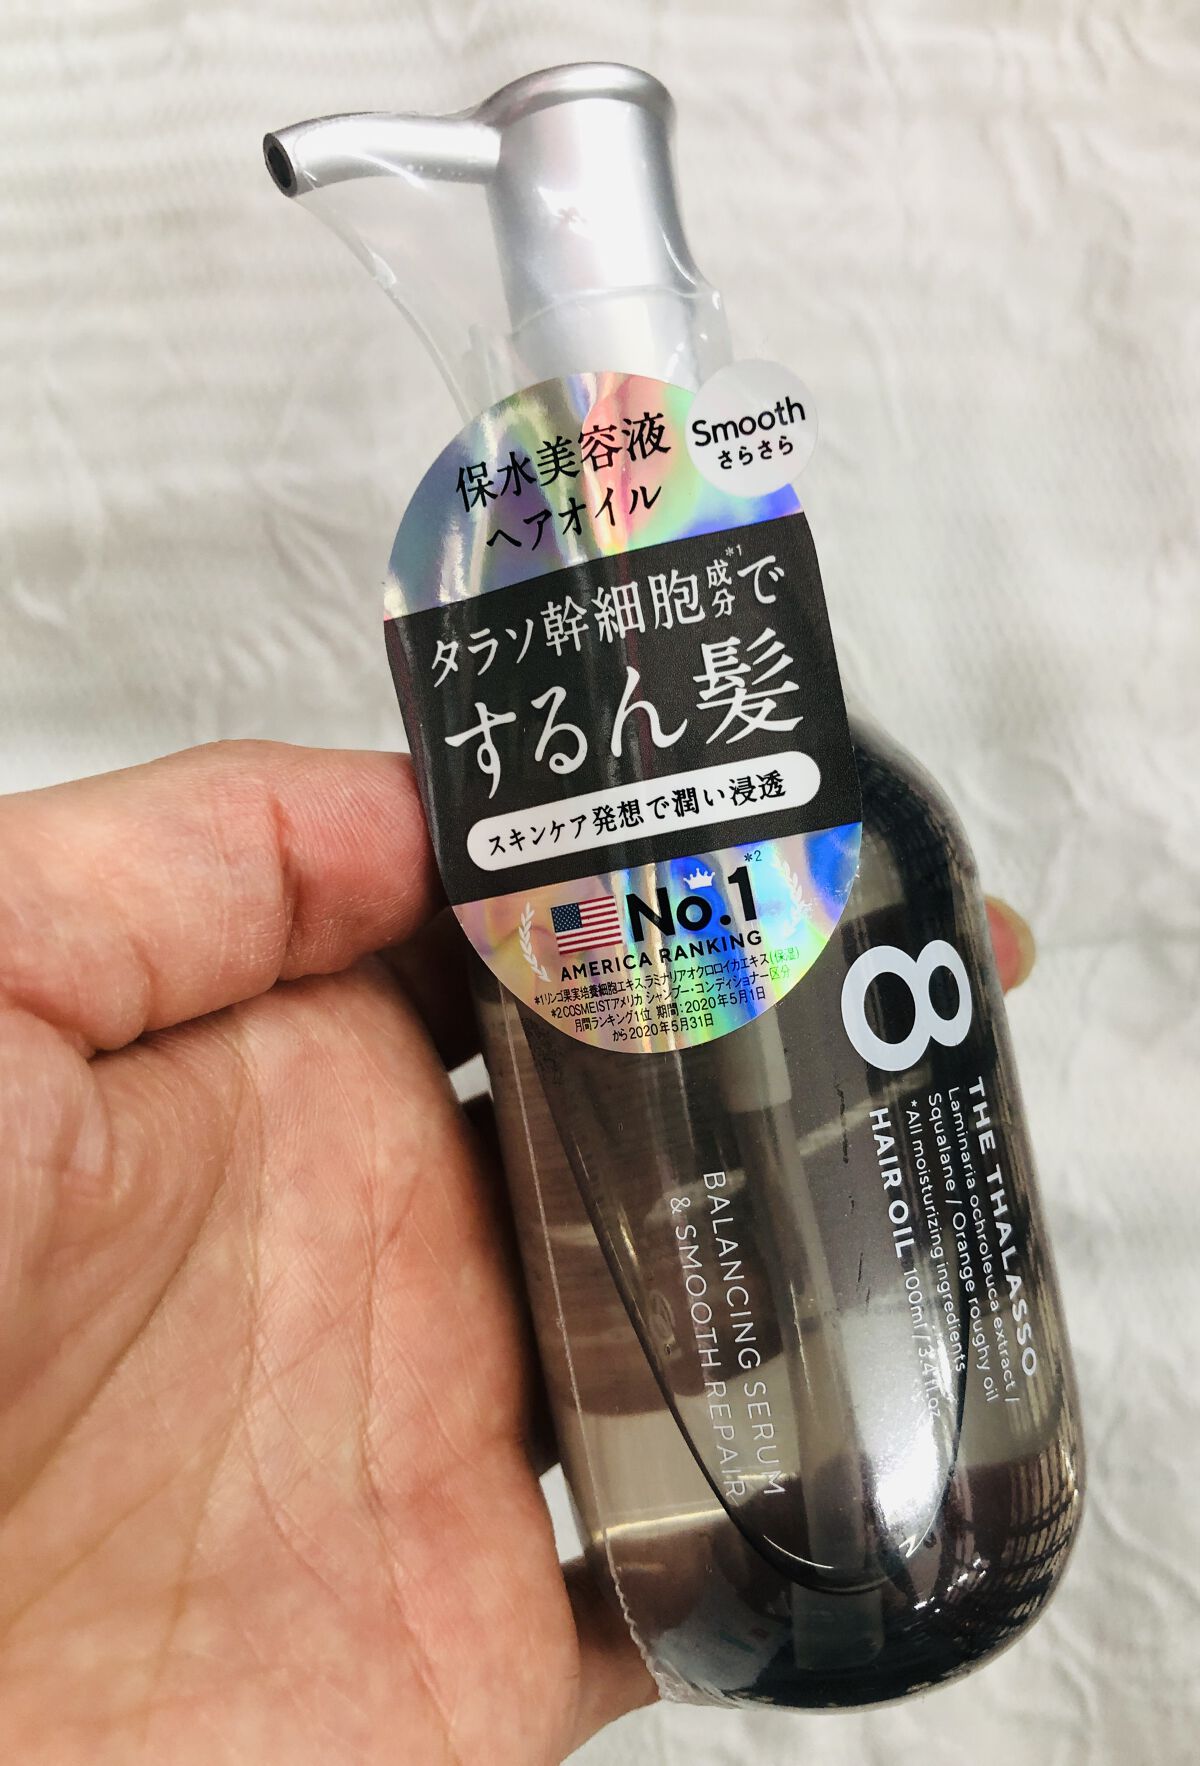 Smooth
さらさら
保水美容液
ヘアオイル
タラソ幹細胞成分*1で
するん髪
スキンケア発想で潤い浸透
No.1*2
AMERICA RANKING
*1リンゴ果実培養細胞エキス,ラミナリアオクロロイカエキス(保湿)
*2COSMEISTアメリカ シャンプー・コンディショナー区分
月間ランキング1位 期間:2020年5月1日
から2020年5月31日
8
THE THALASSO
Laminaria ochroleuca extract /
Squalane / Orange roughy oil
*All moisturizing ingredients
HAIR OIL 100ml / 3.4fl.oz
BALANCING SERUM
& SMOOTH REPAIR